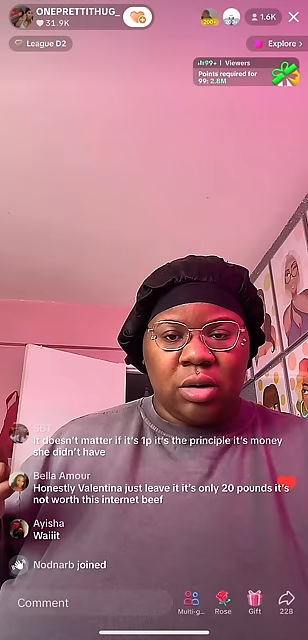 ONEPRETTITHUG_
31.9K
200+
1.6K
League D2
Explore >
99+ | Viewers
Points required for
99: 2.8M
SBT
It doesn't matter if it's 1p it's the principle it's money
she didn't have
Bella Amour
Honestly Valentina just leave it it's only 20 pounds it's
not worth this internet beef
Ayisha
Waiiit
Nodnarb joined
Comment
Multi-g...
Rose
Gift
228